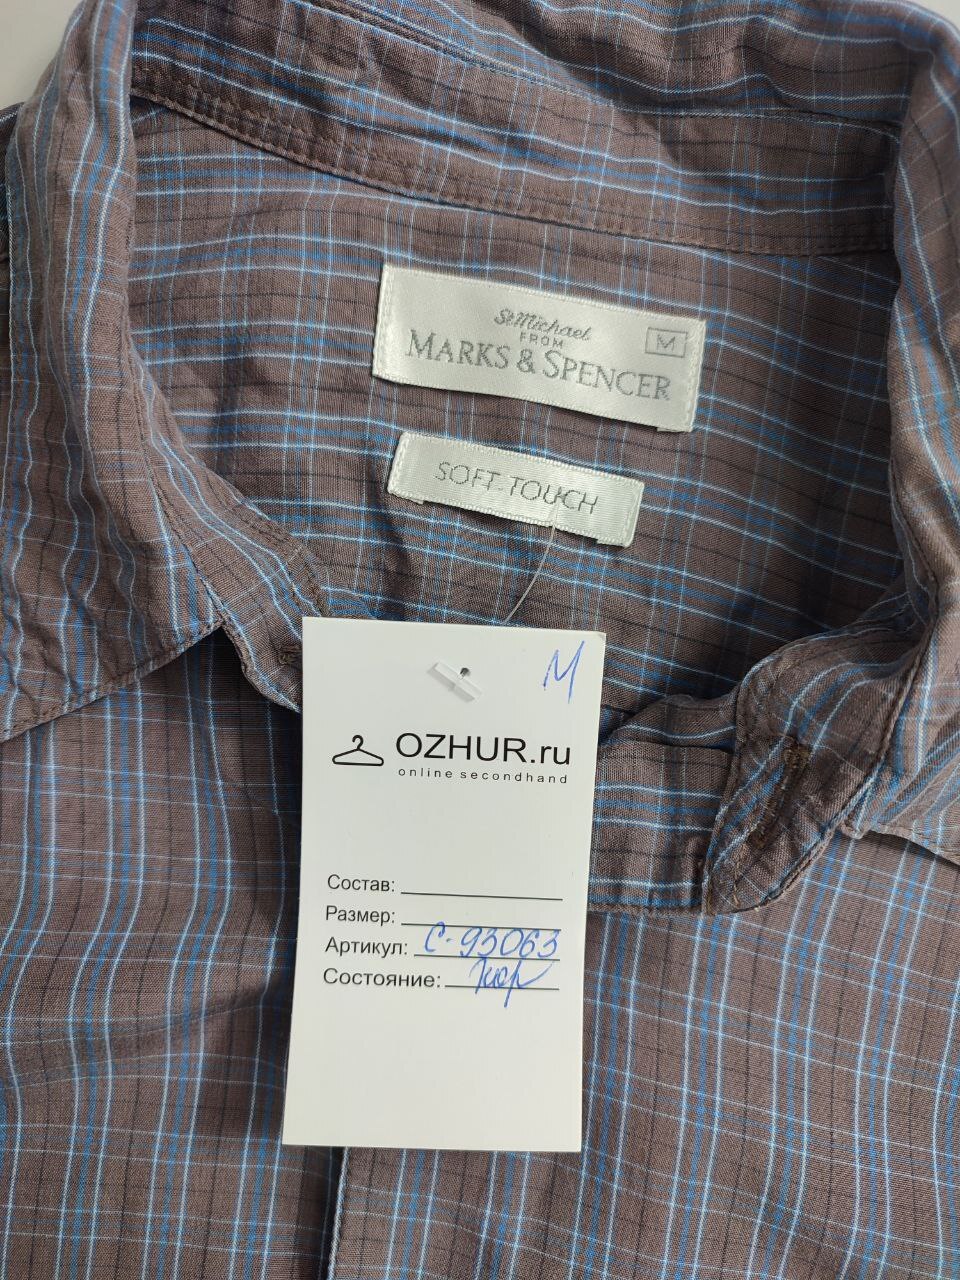 St Michael
FROM
MARKS & SPENCER
M
SOFT-TOUCH
M
OZHUR.ru
online secondhand
Состав:
Размер:
Артикул: С-93063
Состояние: